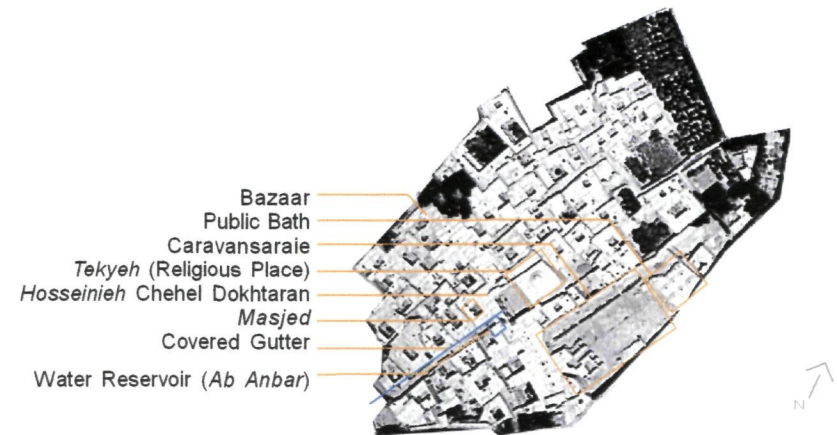 Bazaar
Public Bath
Caravansaraie
Tekyeh (Religious Place)
Hosseinieh Chehel Dokhtaran
Masjed
Covered Gutter
Water Reservoir (Ab Anbar)
N